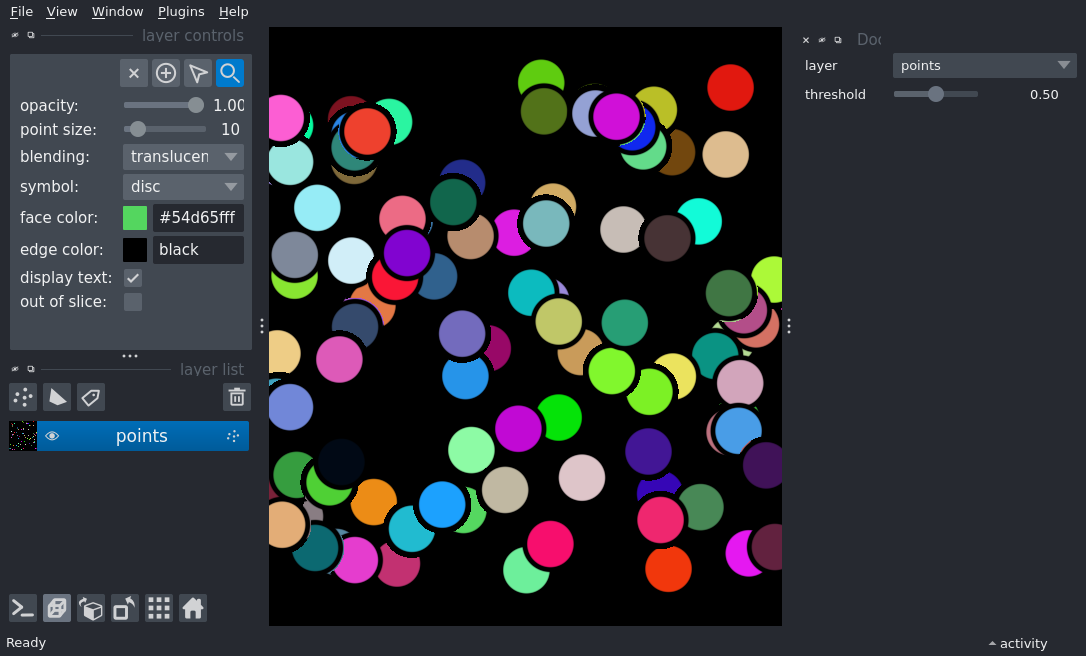 File View Window Plugins Help
layer controls
opacity: 1.00
point size: 10
blending: translucen
symbol: disc
face color: #54d65fff
edge color: black
display text:
out of slice:
layer list
points
Ready
Doc
layer points
threshold 0.50
activity